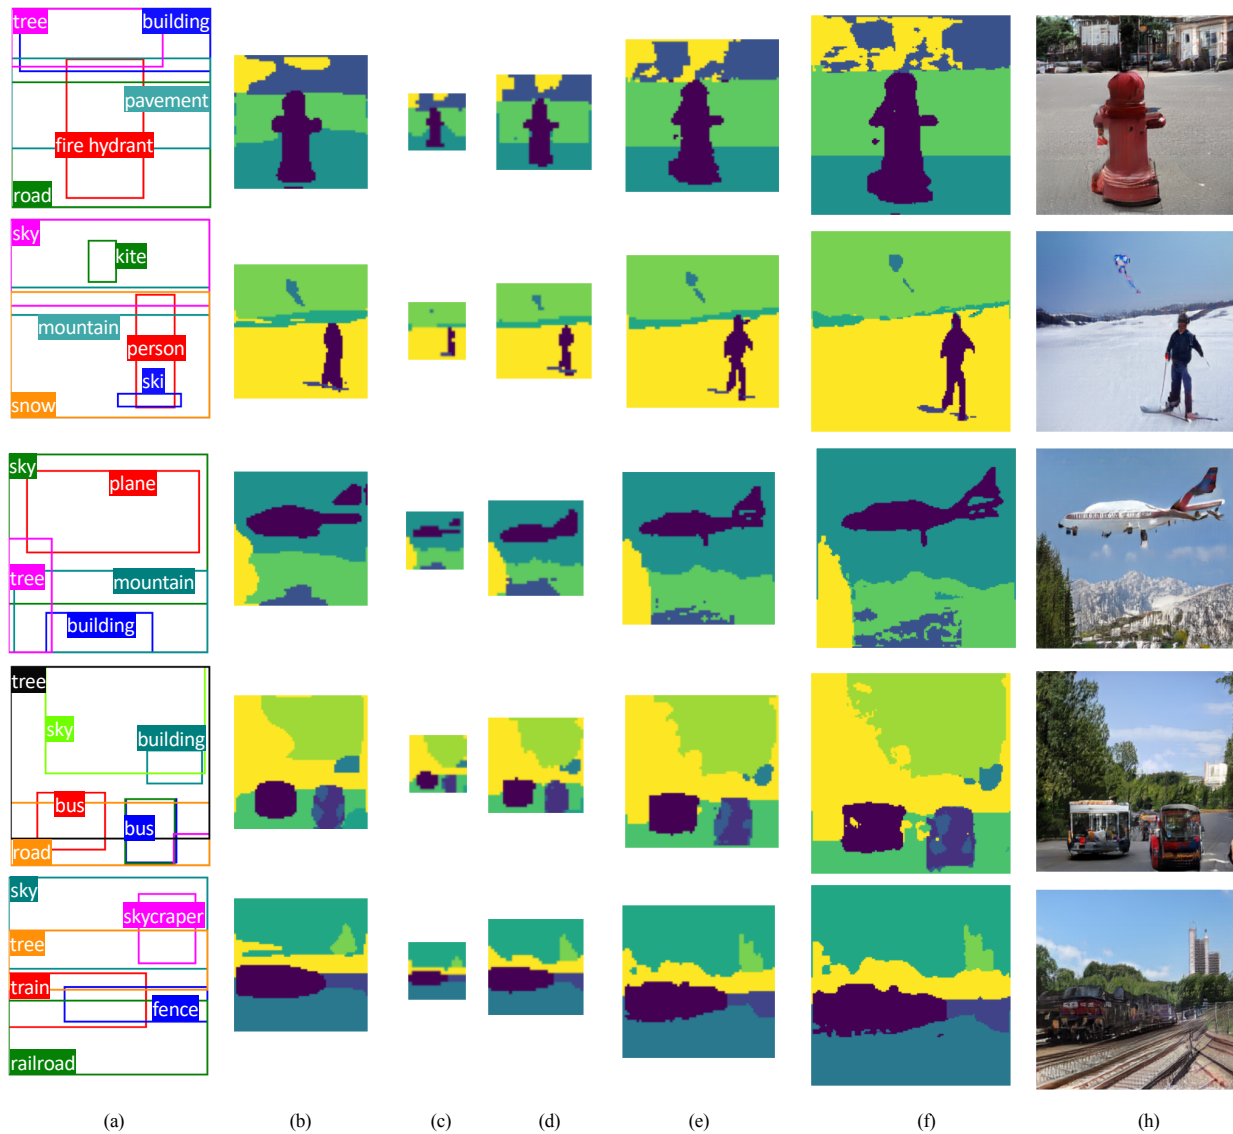 tree
building
pavement
fire hydrant
road
sky
kite
mountain
person
ski
snow
sky
plane
tree
mountain
building
tree
sky
building
bus
bus
road
sky
skycraper
tree
train
fence
railroad
(a) (b) (c) (d) (e) (f) (h)